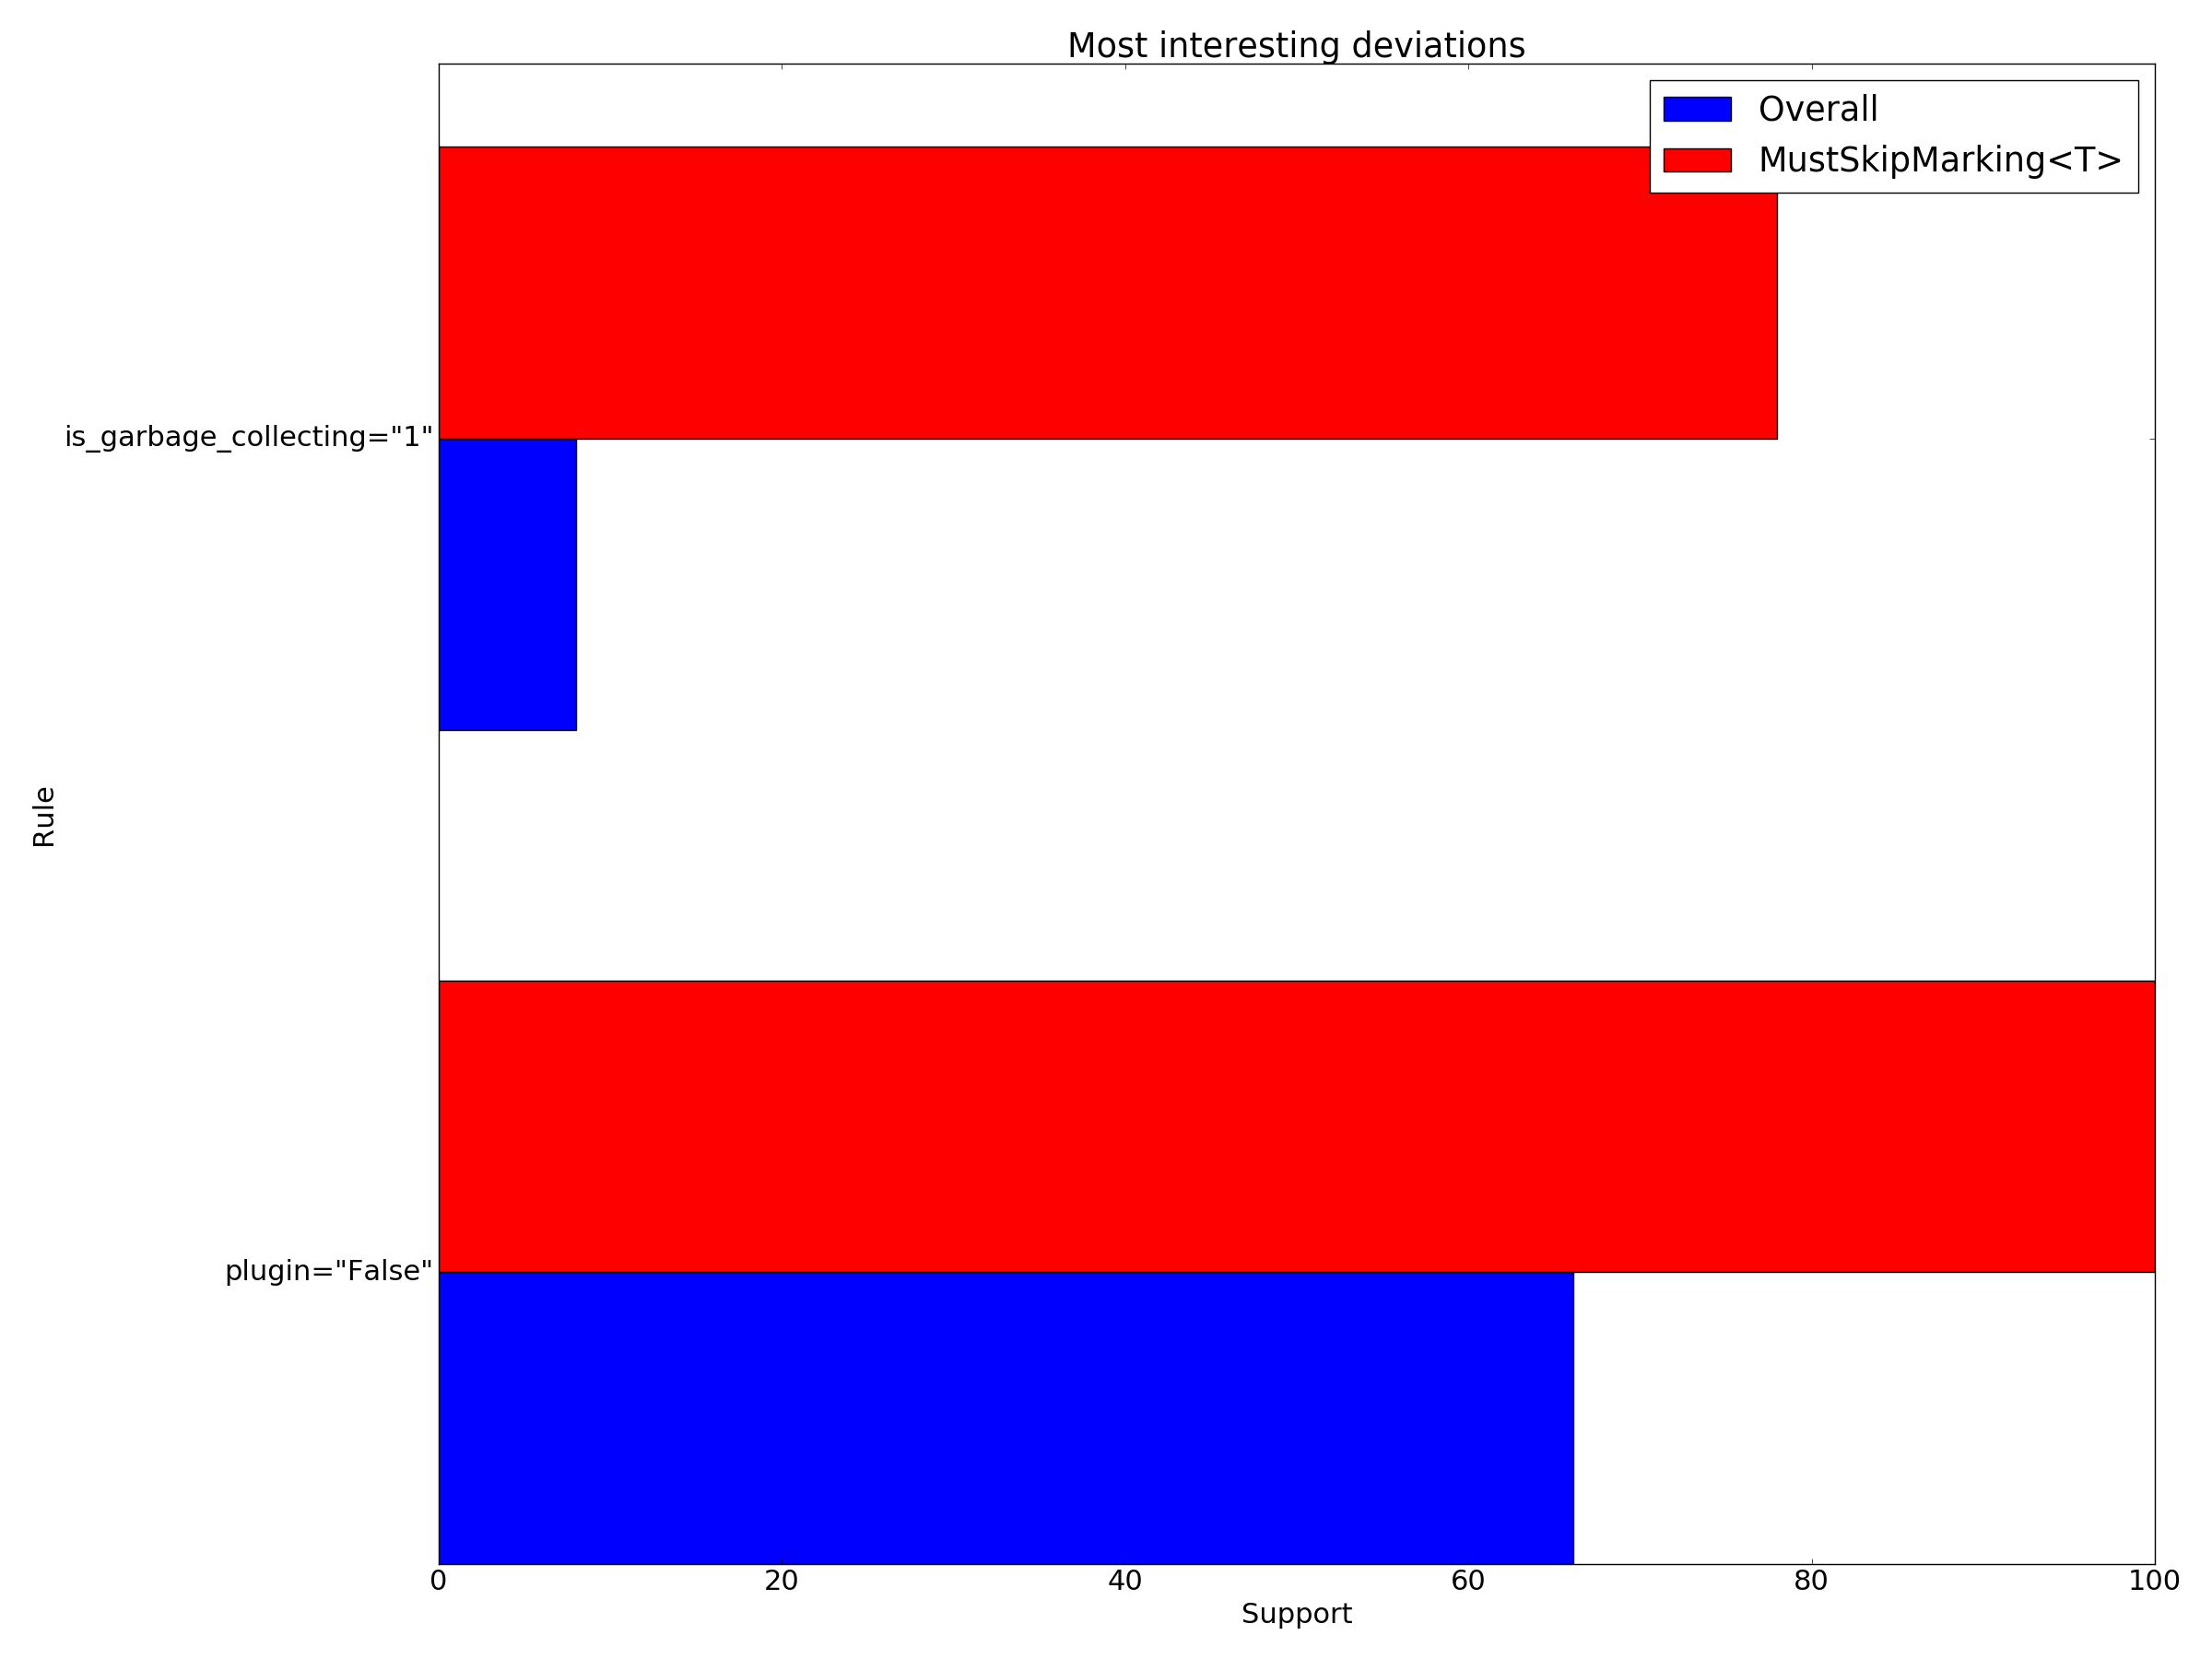 Most interesting deviations
Overall
MustSkipMarking<T>
is_garbage_collecting="1"
Rule
plugin="False"
0 20 40 60 80 100
Support